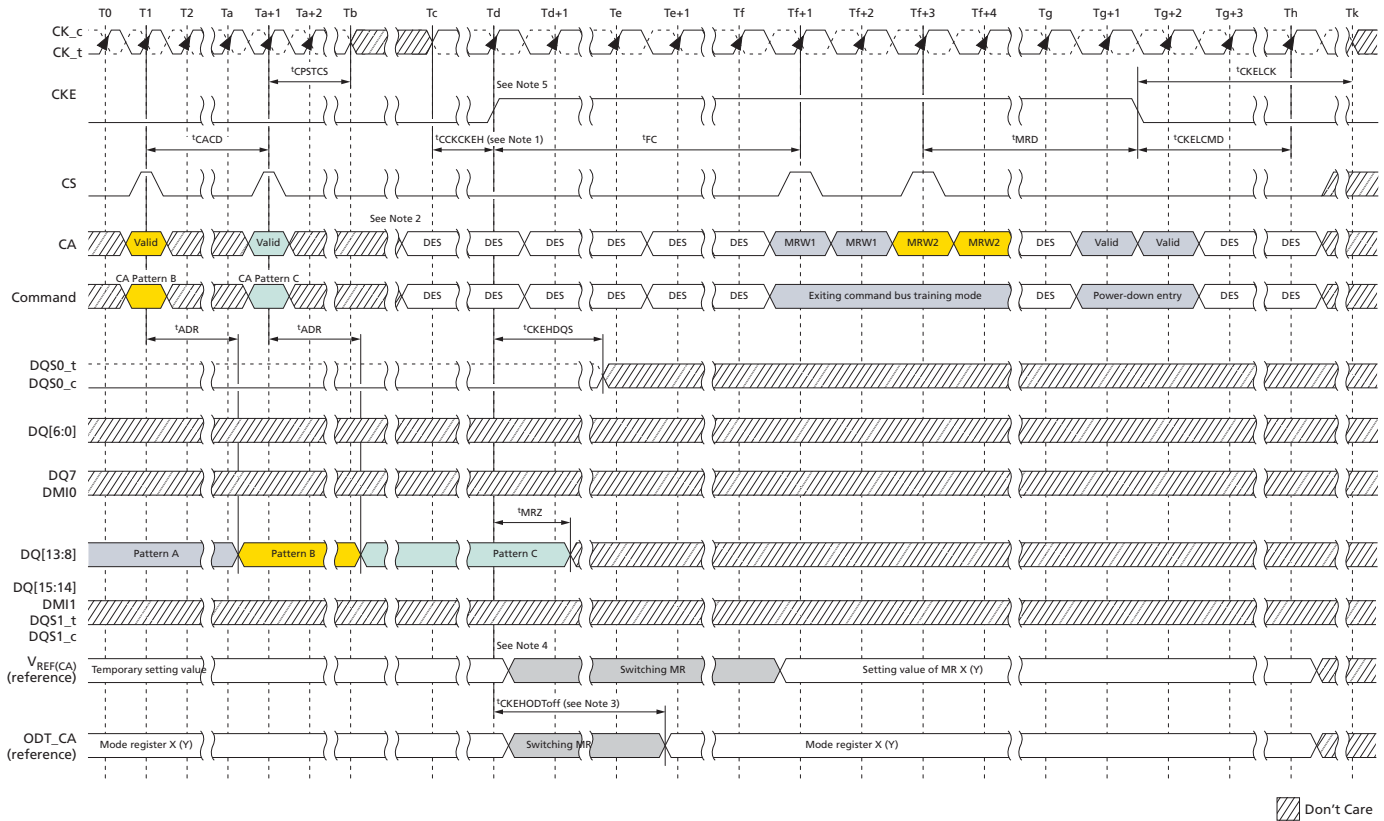 T0 T1 T2 Ta Ta+1 Ta+2 Tb Tc Td Td+1 Te Te+1 Tf Tf+1 Tf+2 Tf+3 Tf+4 Tg Tg+1 Tg+2 Tg+3 Th Tk
CK_c
CK_t
tCPSTCS tCKELCK
CKE See Note 5
tCACD tCCKCKEH (see Note 1) tFC tMRD tCKELCMD
CS
See Note 2
CA Valid Valid DES DES DES DES DES DES MRW1 MRW1 MRW2 MRW2 DES Valid Valid DES DES
CA Pattern B CA Pattern C
Command DES DES DES DES DES DES Exiting command bus training mode DES Power-down entry DES DES
tADR tADR tCKEHDQS
DQS0_t
DQS0_c
DQ[6:0]
DQ7
DMI0
tMRZ
DQ[13:8] Pattern A Pattern B Pattern C
DQ[15:14]
DMI1
DQS1_t
DQS1_c
See Note 4
VREF(CA)
(reference) Temporary setting value Switching MR Setting value of MR X (Y)
tCKEHODToff (see Note 3)
ODT_CA
(reference) Mode register X (Y) Switching MR Mode register X (Y)
Don't Care